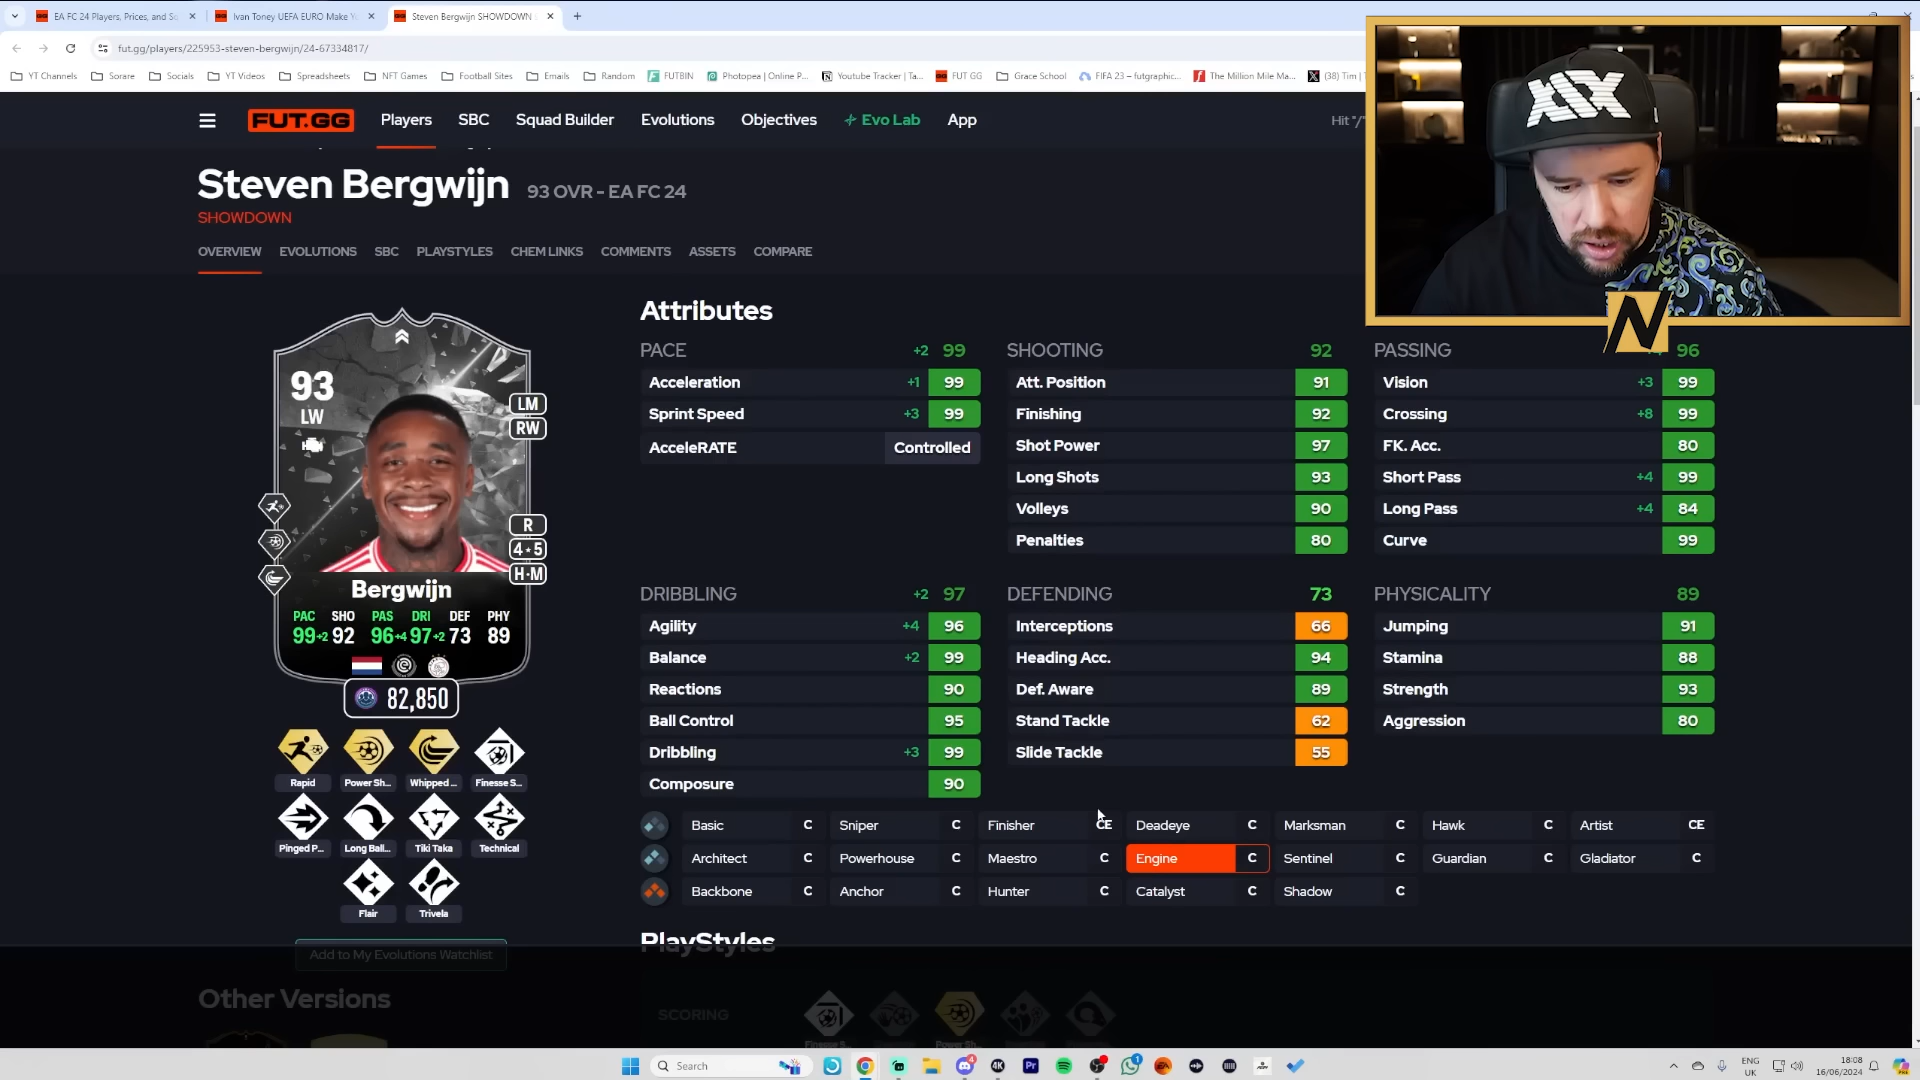 EA FC 24 Players, Prices, and Sq
Ivan Toney UEFA EURO Make Y
Steven Bergwijn SHOWDOWN
fut.gg/players/225953-steven-bergwijn/24-67334817/
YT Channels Sorare Socials YT Videos Spreadsheets NFT Games Football Sites Emails Random FUTBIN Photopea | Online P... Youtube Tracker | Ta... FUT GG Grace School FIFA 23 – futgraphic... The Million Mile Ma... (38) Tim |
FUT.GG Players SBC Squad Builder Evolutions Objectives Evo Lab App Hit "/"
Steven Bergwijn 93 OVR - EA FC 24
SHOWDOWN
OVERVIEW EVOLUTIONS SBC PLAYSTYLES CHEM LINKS COMMENTS ASSETS COMPARE
XIX
N
93
LW
LM
RW
R
4★5
H·M
Bergwijn
PAC SHO PAS DRI DEF PHY
99+2 92 96+4 97+2 73 89
82,850
Rapid Power Sh... Whipped ... Finesse S...
Pinged P... Long Ball... Tiki Taka Technical
Flair Trivela
Add to My Evolutions Watchlist
Other Versions
Attributes
PACE +2 99
Acceleration +1 99
Sprint Speed +3 99
AcceleRATE Controlled
SHOOTING 92
Att. Position 91
Finishing 92
Shot Power 97
Long Shots 93
Volleys 90
Penalties 80
PASSING 96
Vision +3 99
Crossing +8 99
FK. Acc. 80
Short Pass +4 99
Long Pass +4 84
Curve 99
DRIBBLING +2 97
Agility +4 96
Balance +2 99
Reactions 90
Ball Control 95
Dribbling +3 99
Composure 90
DEFENDING 73
Interceptions 66
Heading Acc. 94
Def. Aware 89
Stand Tackle 62
Slide Tackle 55
PHYSICALITY 89
Jumping 91
Stamina 88
Strength 93
Aggression 80
Basic C Sniper C Finisher CE Deadeye C Marksman C Hawk C Artist CE
Architect C Powerhouse C Maestro C Engine C Sentinel C Guardian C Gladiator C
Backbone C Anchor C Hunter C Catalyst C Shadow C
PlayStyles
SCORING
Search
ENG
UK
18:08
16/06/2024